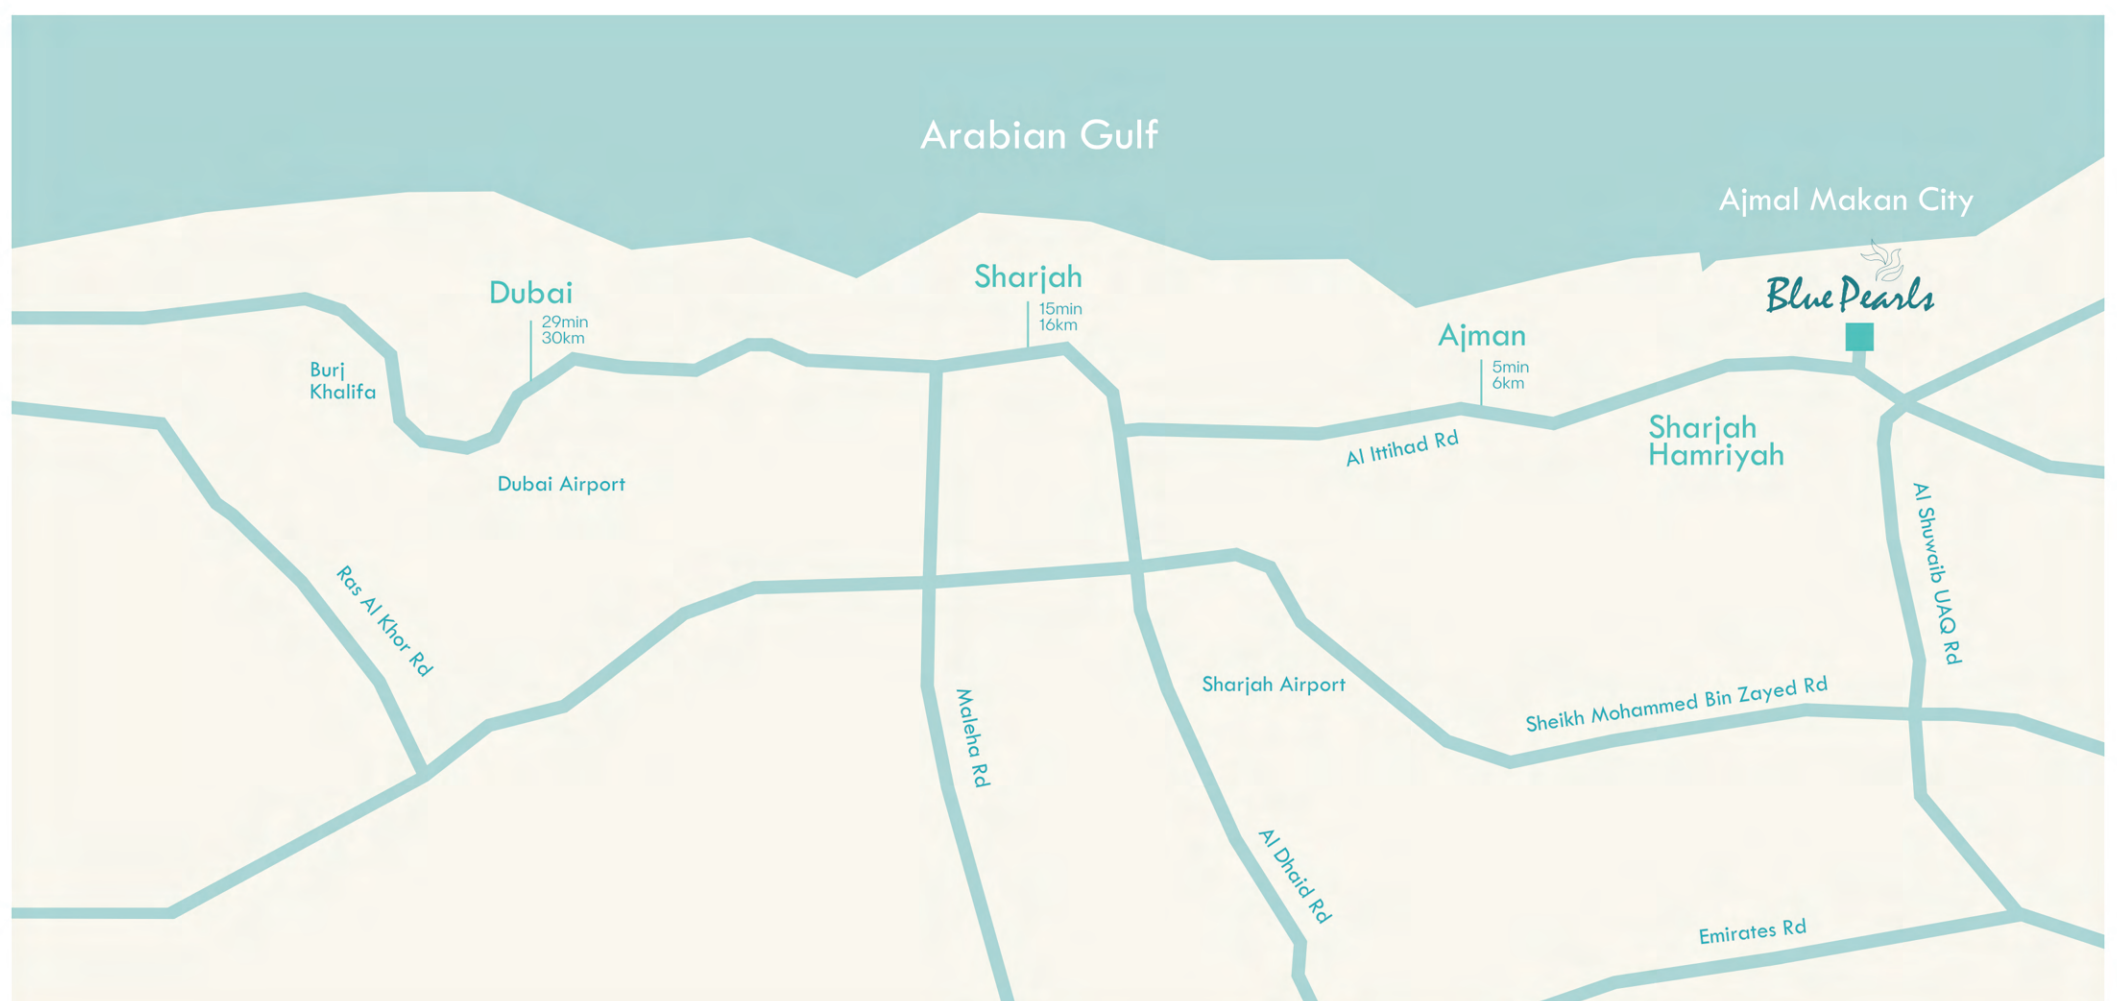 Arabian Gulf
Ajmal Makan City
BluePearls
Dubai
29min
30km
Sharjah
15min
16km
Ajman
5min
6km
Burj
Khalifa
Dubai Airport
Al Ittihad Rd
Sharjah
Hamriyah
Al Shuwaib UAQ Rd
Ras Al Khor Rd
Sharjah Airport
Sheikh Mohammed Bin Zayed Rd
Maleha Rd
Al Dhaid Rd
Emirates Rd